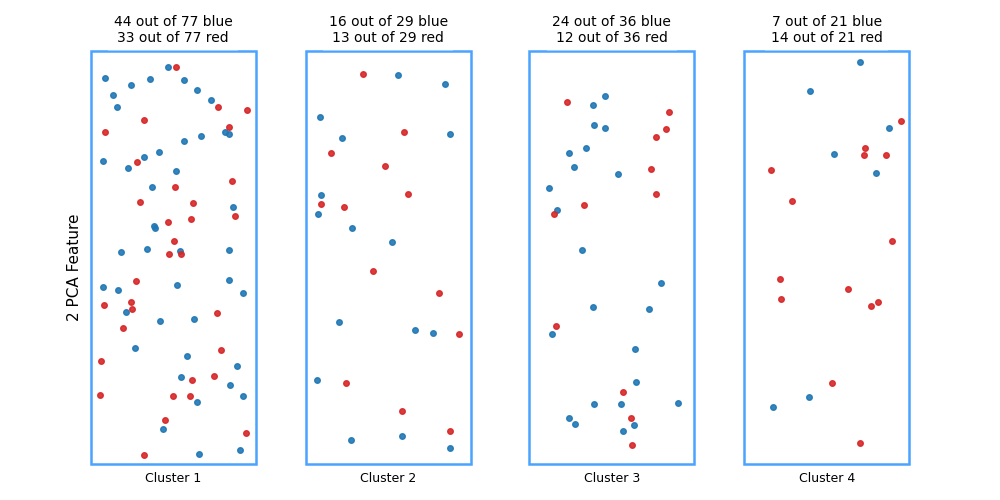 44 out of 77 blue
33 out of 77 red
16 out of 29 blue
13 out of 29 red
24 out of 36 blue
12 out of 36 red
7 out of 21 blue
14 out of 21 red
2 PCA Feature
Cluster 1
Cluster 2
Cluster 3
Cluster 4